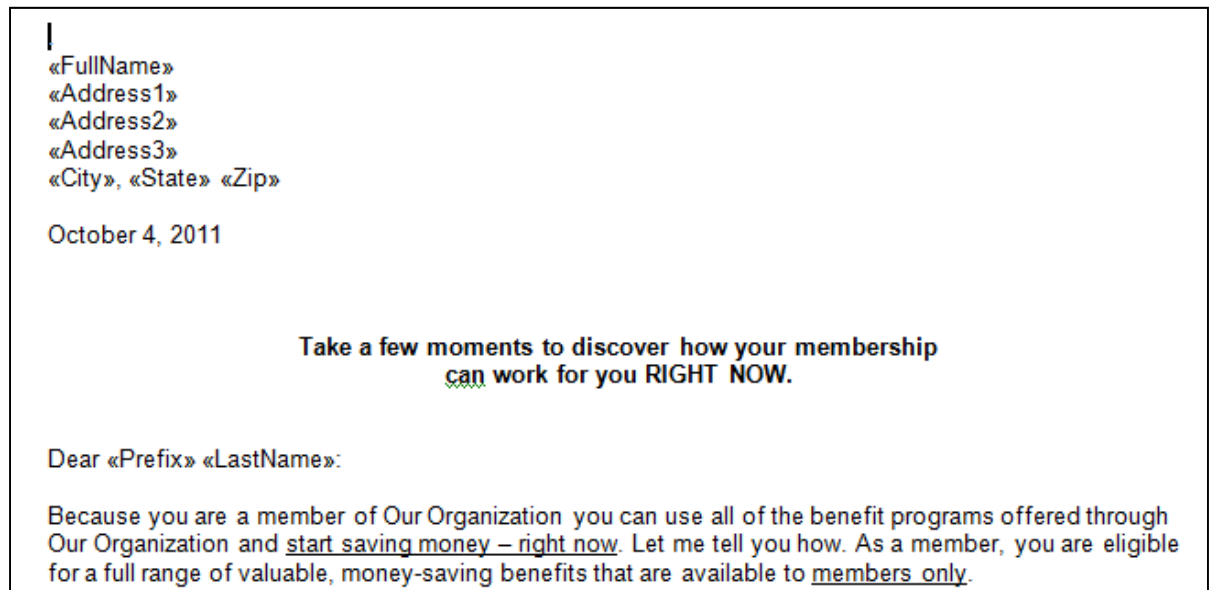 «FullName»
«Address1»
«Address2»
«Address3»
«City», «State» «Zip»
October 4, 2011
Take a few moments to discover how your membership
can work for you RIGHT NOW.
Dear «Prefix» «LastName»:
Because you are a member of Our Organization you can use all of the benefit programs offered through
Our Organization and start saving money – right now. Let me tell you how. As a member, you are eligible
for a full range of valuable, money-saving benefits that are available to members only.